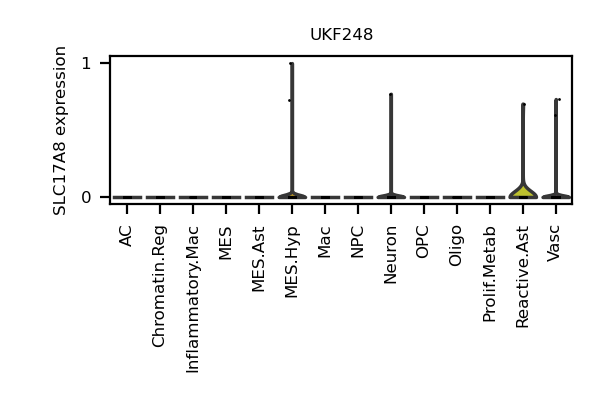 UKF248
SLC17A8 expression
1
0
AC
Chromatin.Reg
Inflammatory.Mac
MES
MES.Ast
MES.Hyp
Mac
NPC
Neuron
OPC
Oligo
Prolif.Metab
Reactive.Ast
Vasc